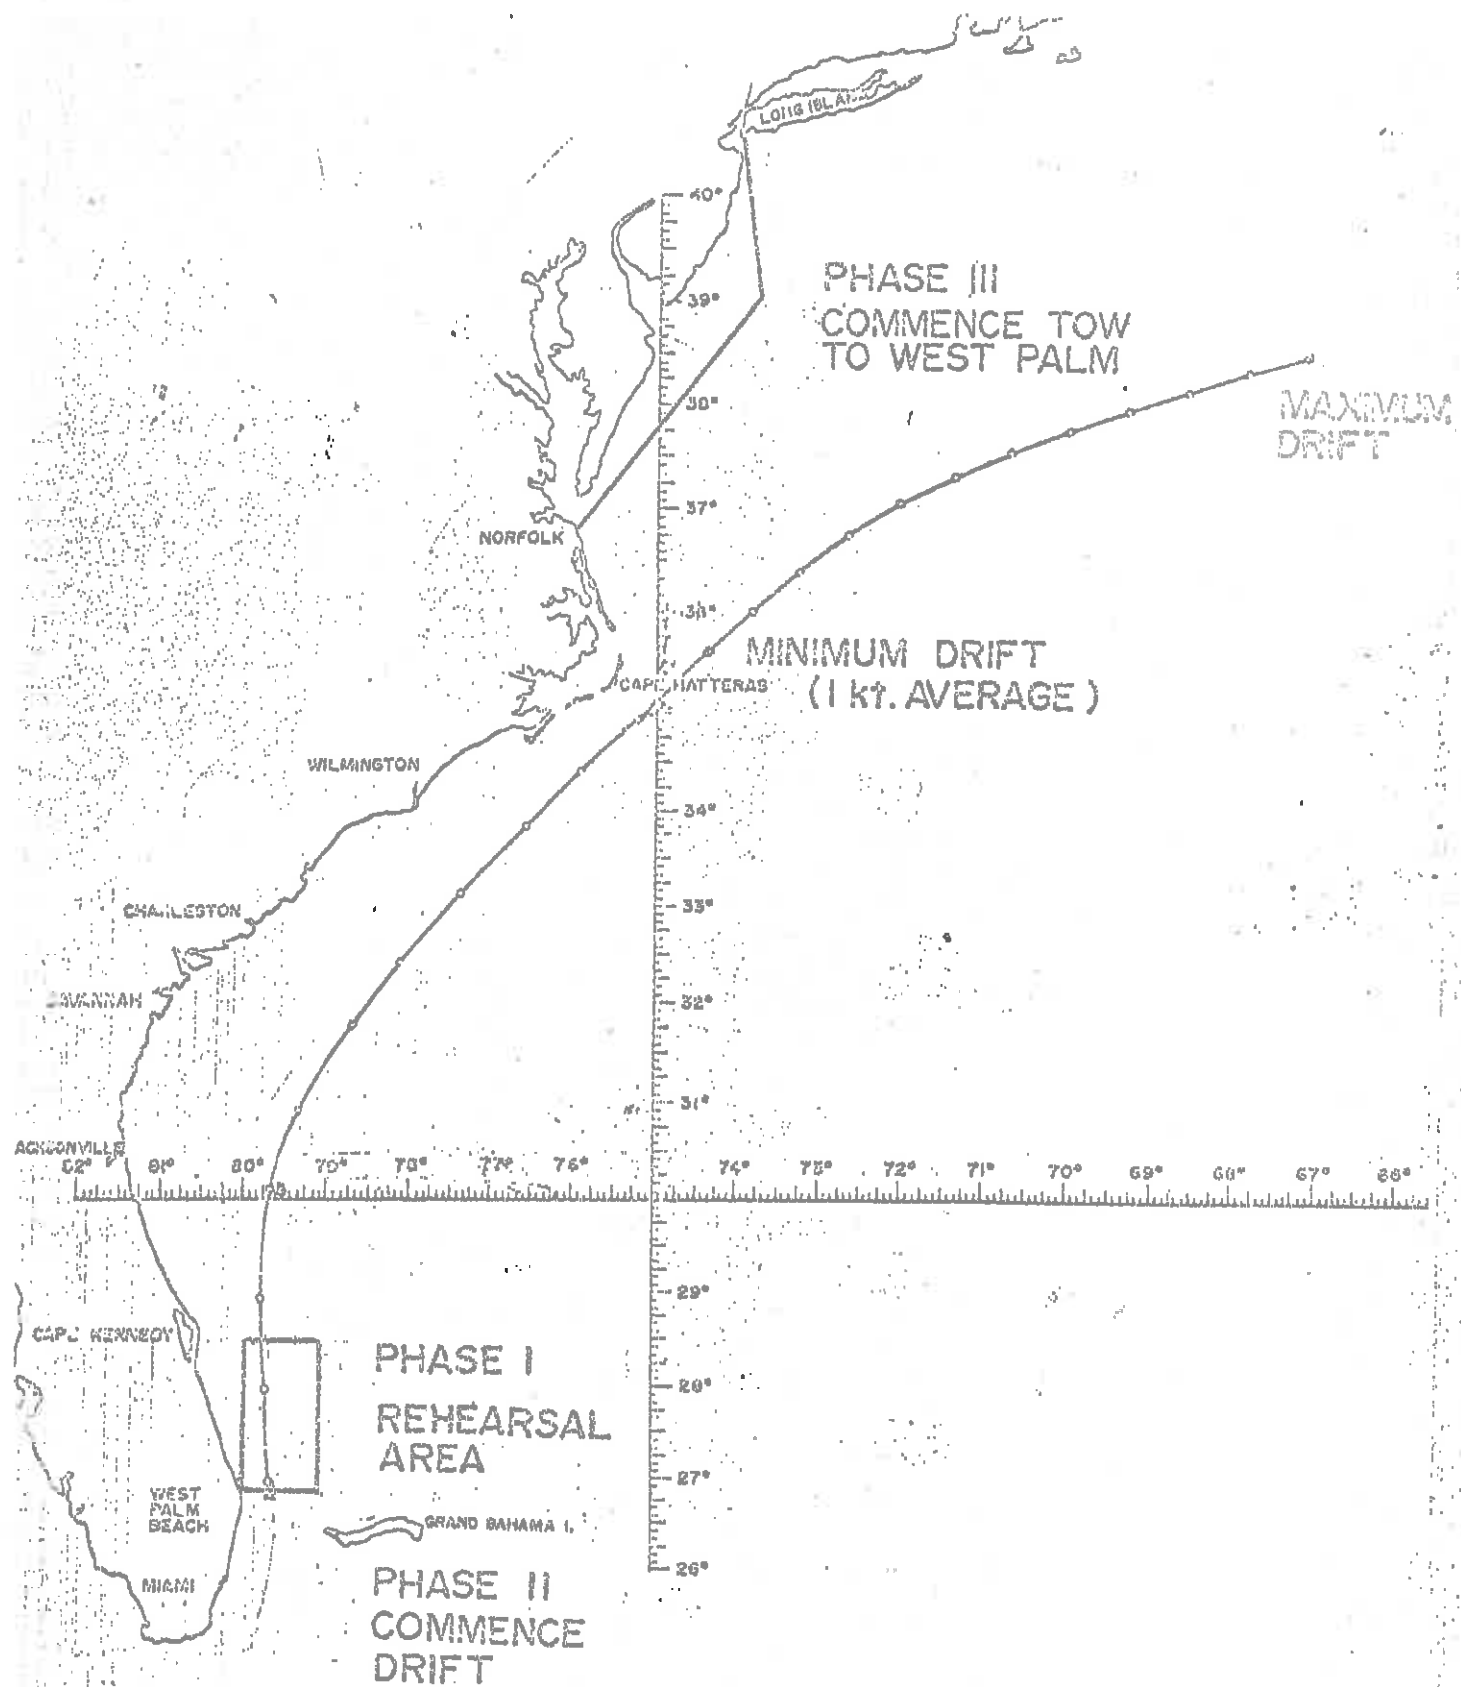 LONG ISLAND
40°
PHASE III
39°
COMMENCE TOW
TO WEST PALM
38°
MAXIMUM
DRIFT
37°
NORFOLK
36°
MINIMUM DRIFT
CAPE HATTERAS
(1 kt. AVERAGE)
WILMINGTON
34°
33°
CHARLESTON
32°
31°
82° 81° 80° 79° 78° 77° 76° 74° 73° 72° 71° 70° 69° 68° 67° 66°
29°
CAPE KENNEDY
PHASE I
28°
REHEARSAL
AREA
27°
WEST
PALM
BEACH
GRAND BAHAMA I.
26°
MIAMI
PHASE II
COMMENCE
DRIFT